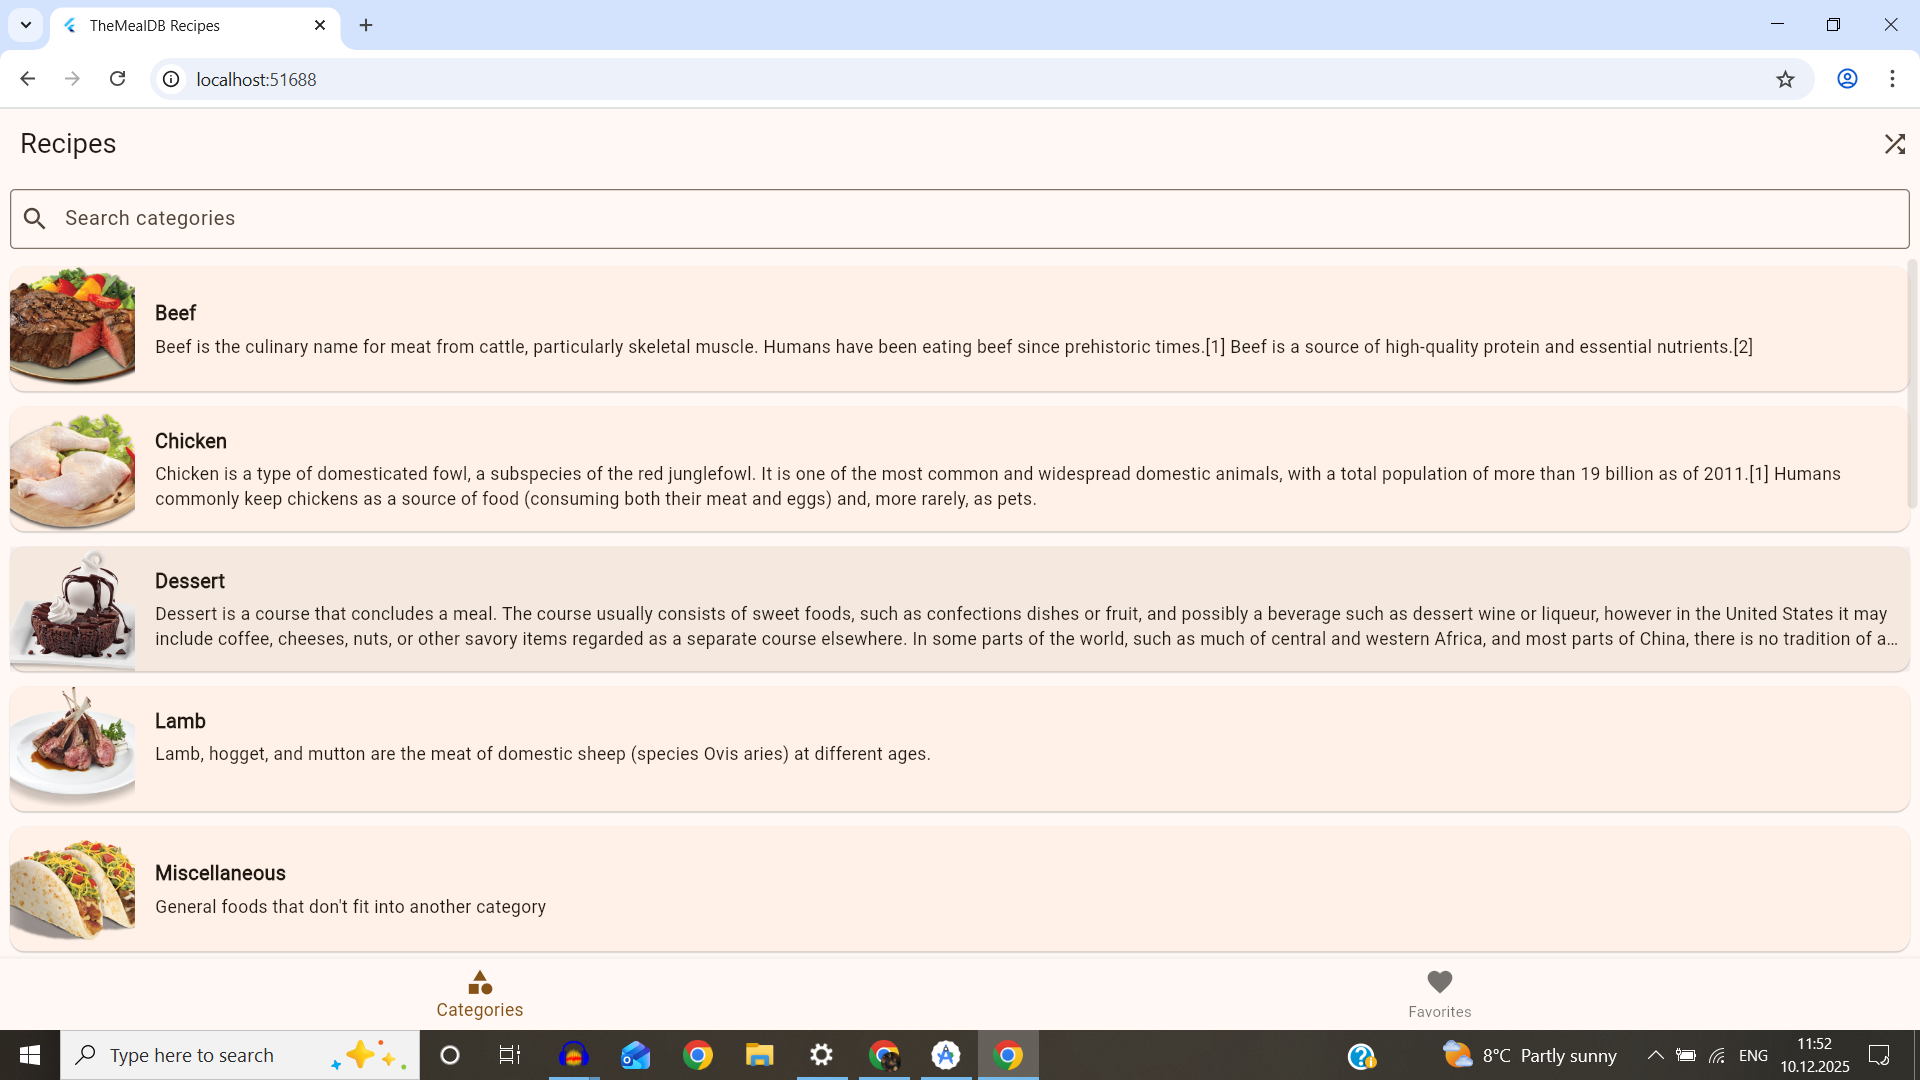 TheMealDB Recipes
localhost:51688
Recipes
Search categories
Beef
Beef is the culinary name for meat from cattle, particularly skeletal muscle. Humans have been eating beef since prehistoric times.[1] Beef is a source of high-quality protein and essential nutrients.[2]
Chicken
Chicken is a type of domesticated fowl, a subspecies of the red junglefowl. It is one of the most common and widespread domestic animals, with a total population of more than 19 billion as of 2011.[1] Humans
commonly keep chickens as a source of food (consuming both their meat and eggs) and, more rarely, as pets.
Dessert
Dessert is a course that concludes a meal. The course usually consists of sweet foods, such as confections dishes or fruit, and possibly a beverage such as dessert wine or liqueur, however in the United States it may
include coffee, cheeses, nuts, or other savory items regarded as a separate course elsewhere. In some parts of the world, such as much of central and western Africa, and most parts of China, there is no tradition of a...
Lamb
Lamb, hogget, and mutton are the meat of domestic sheep (species Ovis aries) at different ages.
Miscellaneous
General foods that don't fit into another category
Categories
Favorites
Type here to search
8°C Partly sunny
ENG
11:52
10.12.2025